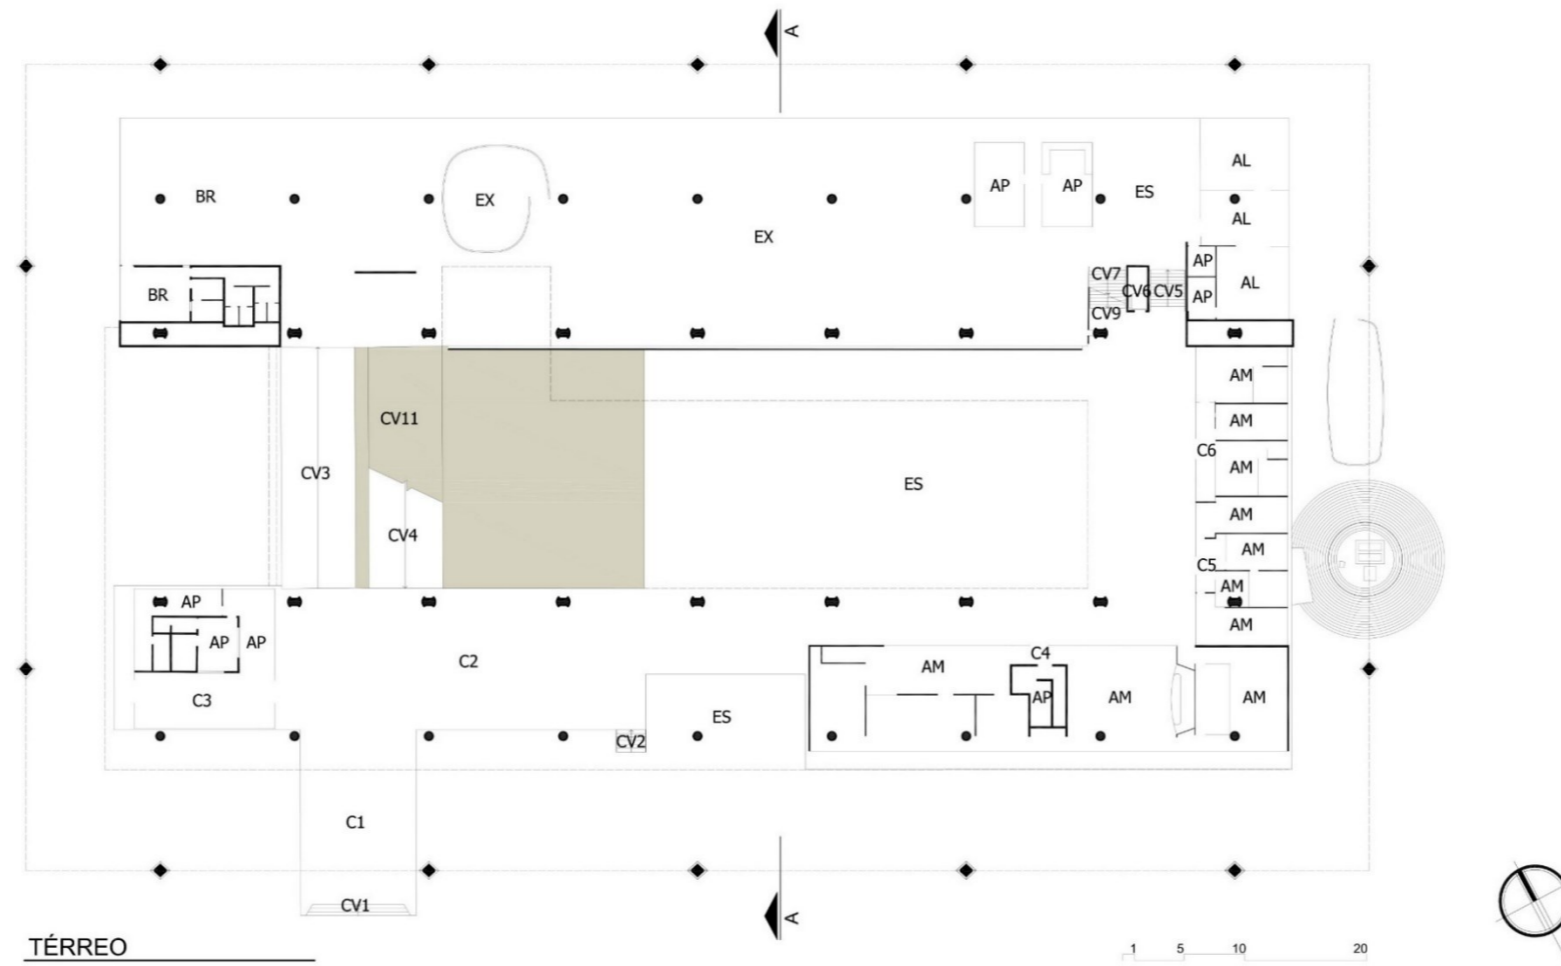 A
AL
BR
AP
AP
ES
EX
AL
EX
AP
CV7
AL
BR
CV6
CV5
AP
CV9
AM
CV11
AM
C6
AM
CV3
ES
AM
CV4
AM
C5
AM
AP
AM
AP
AP
C4
C2
AM
C3
AP
AM
AM
ES
CV2
C1
CV1
A
TÉRREO
1 5 10 20